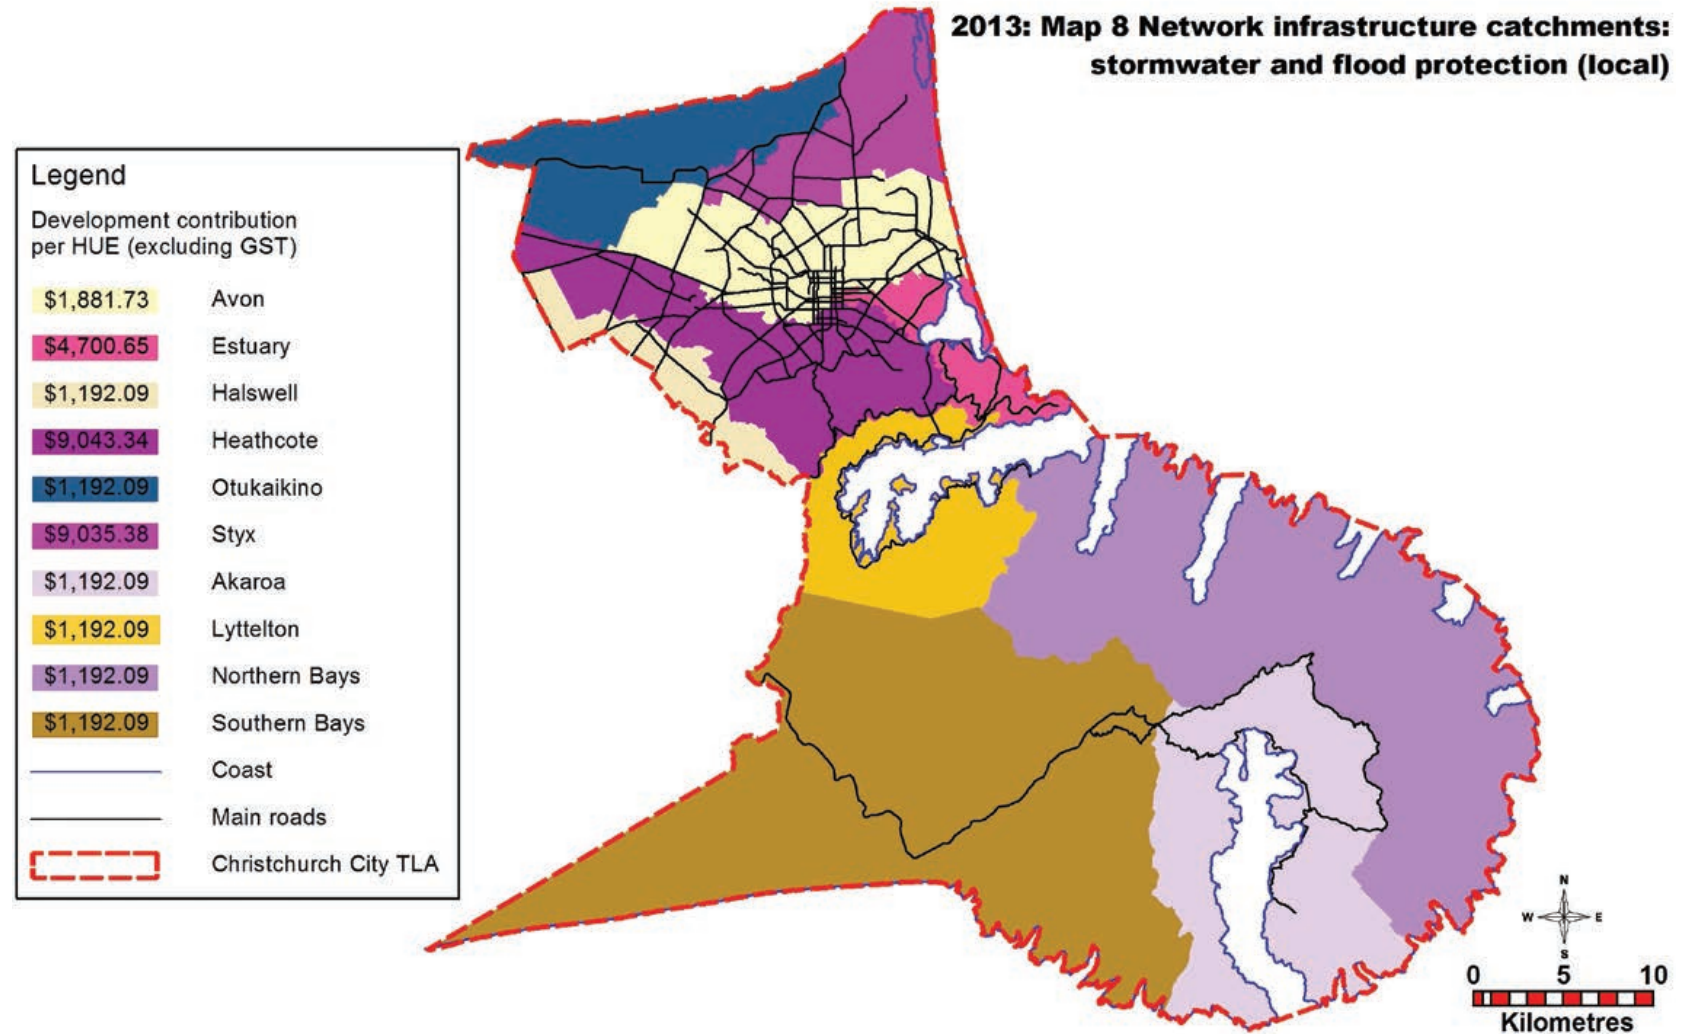 2013: Map 8 Network infrastructure catchments:
stormwater and flood protection (local)
Legend
Development contribution
per HUE (excluding GST)
$1,881.73 Avon
$4,700.65 Estuary
$1,192.09 Halswell
$9,043.34 Heathcote
$1,192.09 Otukaikino
$9,035.38 Styx
$1,192.09 Akaroa
$1,192.09 Lyttelton
$1,192.09 Northern Bays
$1,192.09 Southern Bays
Coast
Main roads
Christchurch City TLA
N
W E
S
0 5 10
Kilometres